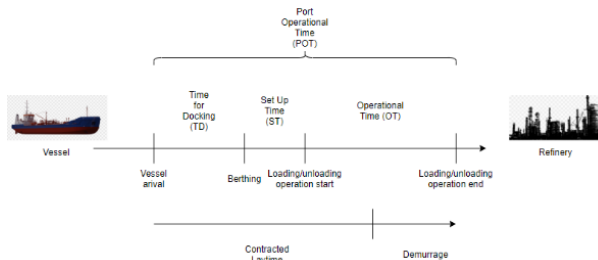 Port
Operational
Time
(POT)
Time
for
Docking
(TD)
Set Up
Time
(ST)
Operational
Time (OT)
Vessel
Refinery
Vessel
arival
Berthing
Loading/unloading
operation start
Loading/unloading
operation end
Contracted
Laytime
Demurrage